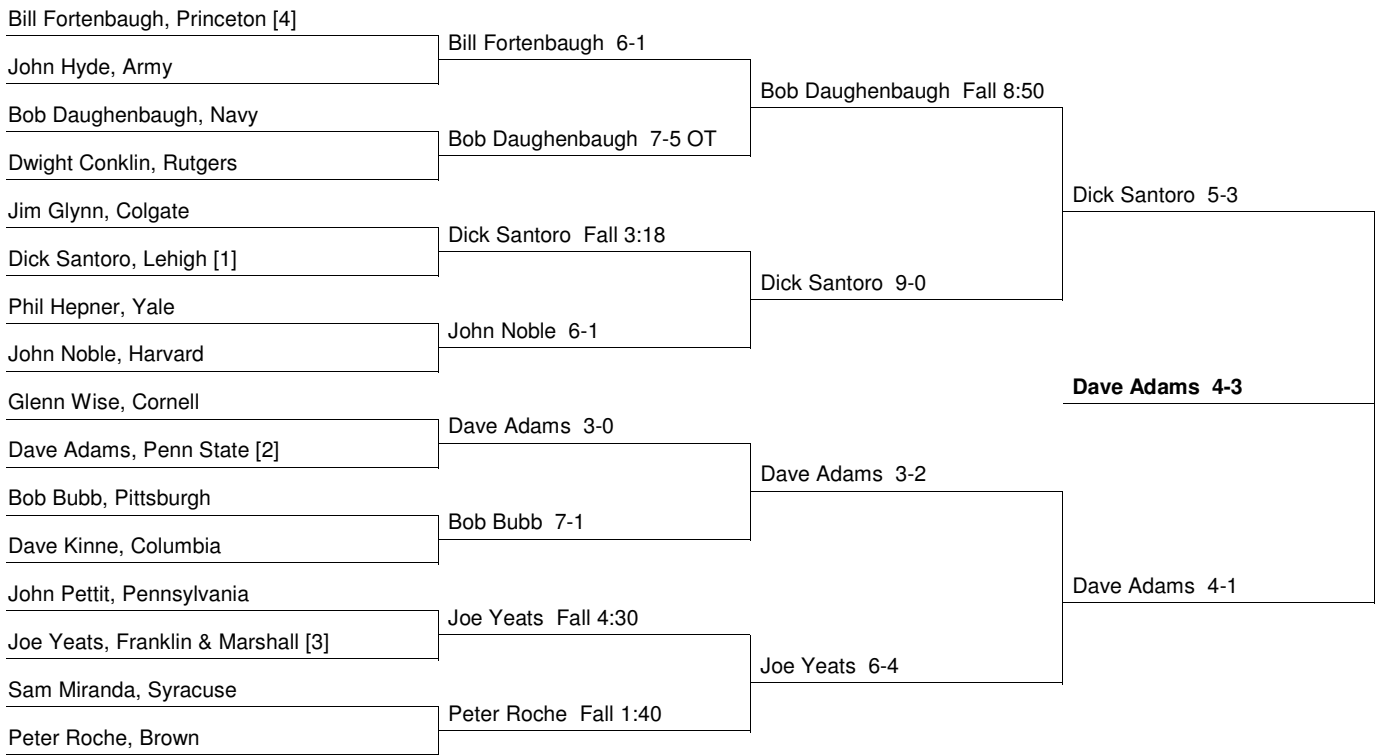 Bill Fortenbaugh, Princeton [4]
John Hyde, Army
Bob Daughenbaugh, Navy
Dwight Conklin, Rutgers
Jim Glynn, Colgate
Dick Santoro, Lehigh [1]
Phil Hepner, Yale
John Noble, Harvard
Glenn Wise, Cornell
Dave Adams, Penn State [2]
Bob Bubb, Pittsburgh
Dave Kinne, Columbia
John Pettit, Pennsylvania
Joe Yeats, Franklin & Marshall [3]
Sam Miranda, Syracuse
Peter Roche, Brown
Bill Fortenbaugh 6-1
Bob Daughenbaugh 7-5 OT
Dick Santoro Fall 3:18
John Noble 6-1
Dave Adams 3-0
Bob Bubb 7-1
Joe Yeats Fall 4:30
Peter Roche Fall 1:40
Bob Daughenbaugh Fall 8:50
Dick Santoro 9-0
Dave Adams 3-2
Joe Yeats 6-4
Dick Santoro 5-3
Dave Adams 4-1
Dave Adams 4-3